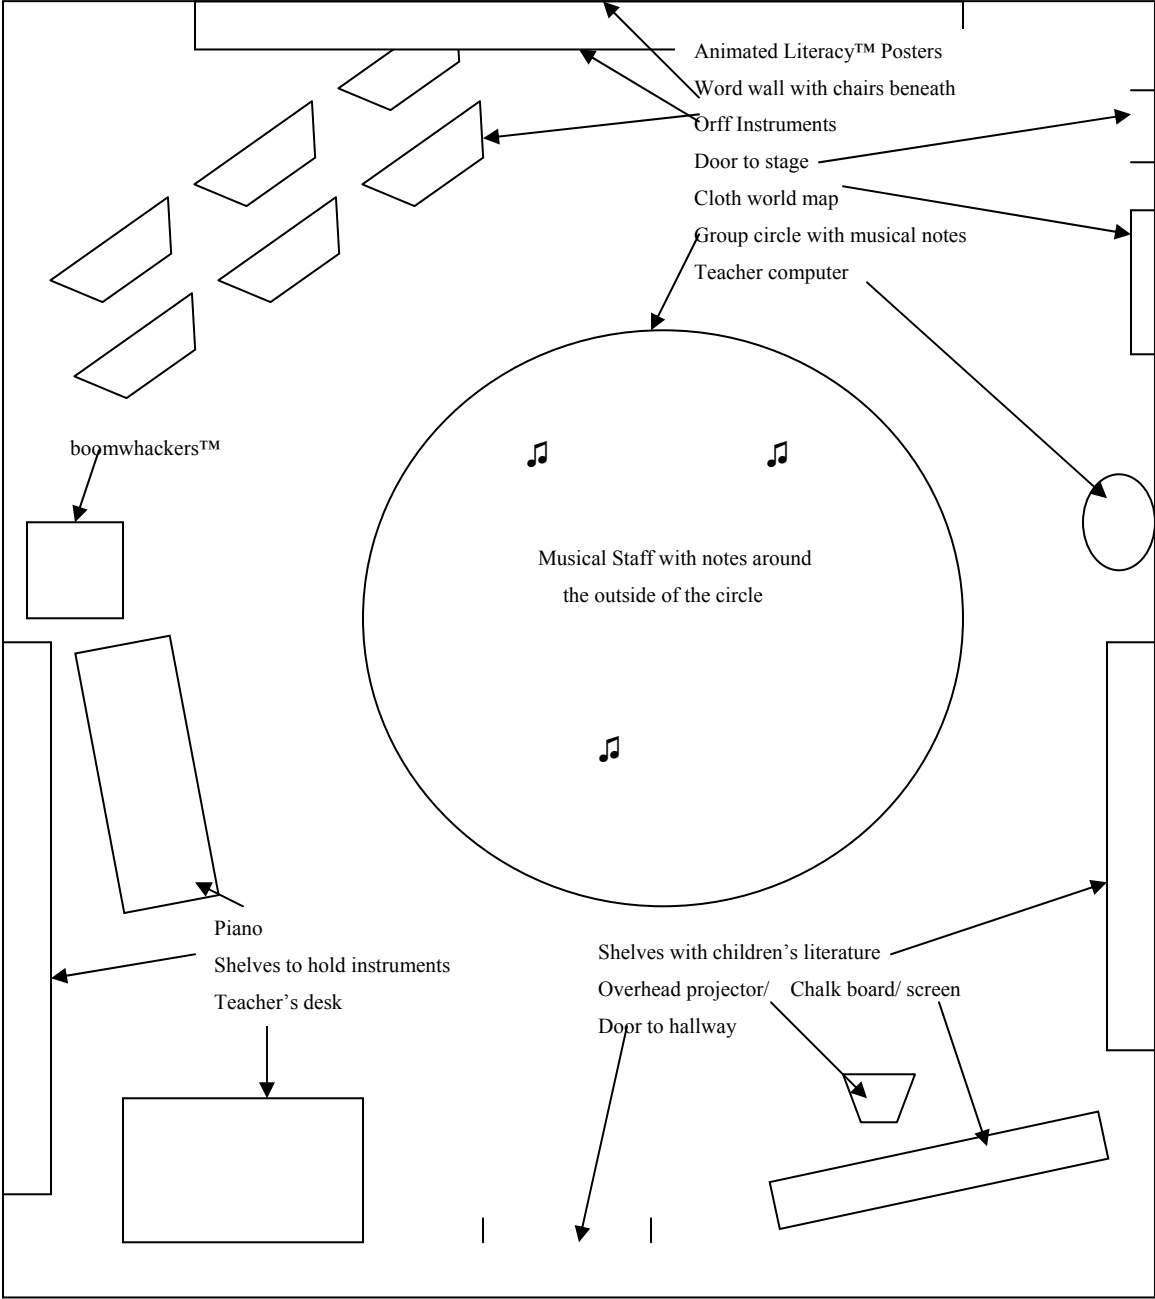 Animated Literacy™ Posters
Word wall with chairs beneath
Orff Instruments
Door to stage
Cloth world map
Group circle with musical notes
Teacher computer
boomwhackers™
Musical Staff with notes around
the outside of the circle
Piano
Shelves to hold instruments
Teacher’s desk
Shelves with children’s literature
Overhead projector/ Chalk board/ screen
Door to hallway